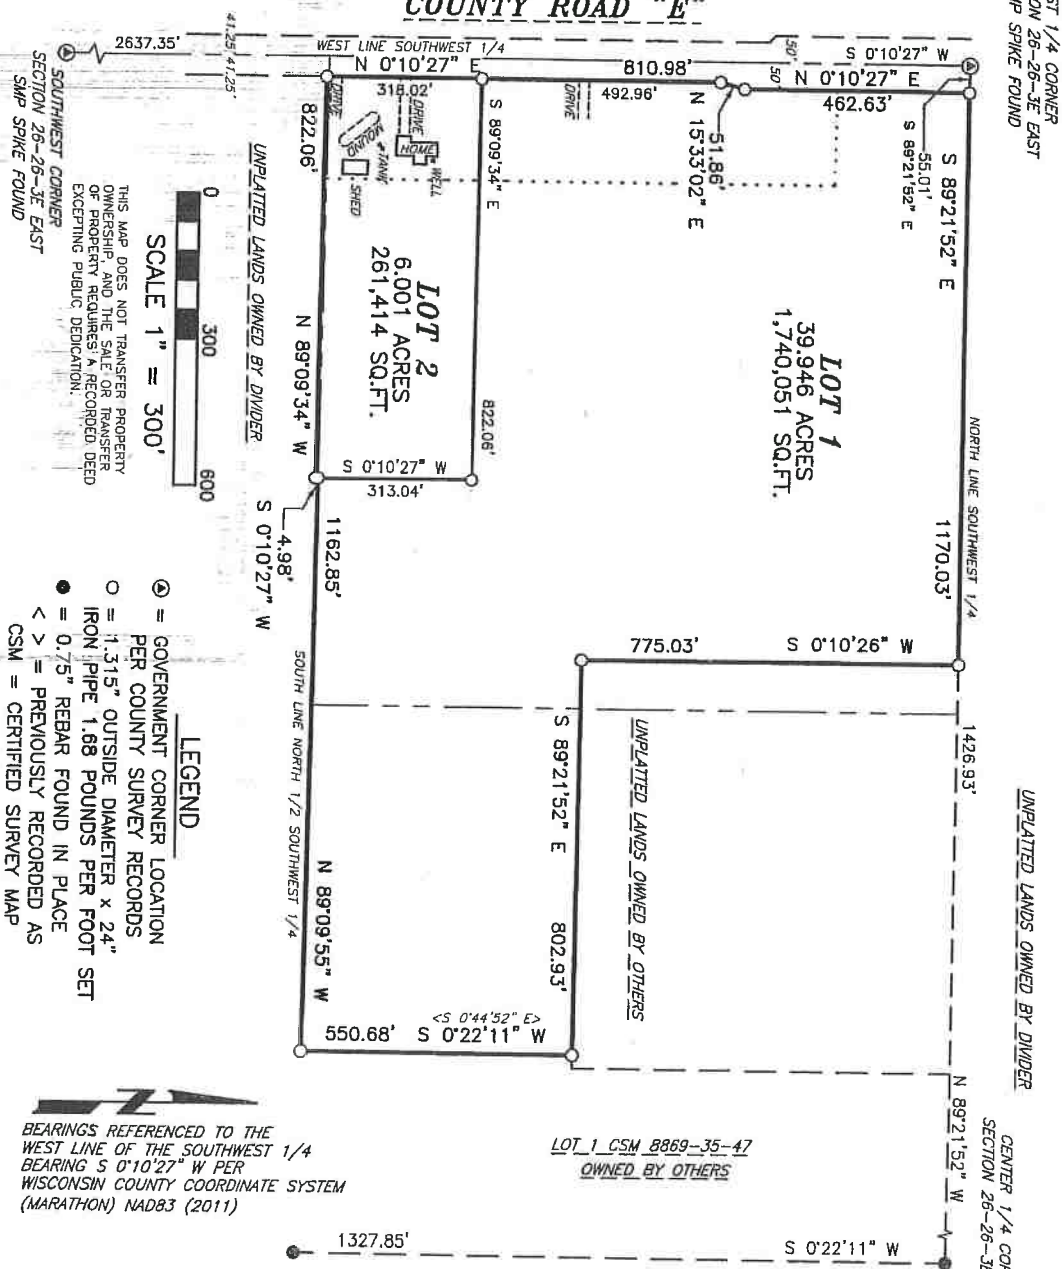 COUNTY ROAD "E"
ST 1/4 CORNER
ON 26-26-3E EAST
MP SPIKE FOUND
2637.35'
41.25'
41.25'
WEST LINE SOUTHWEST 1/4
N 0°10'27" E
318.02'
810.98'
492.96'
50'
50'
S 0°10'27" W
N 0°10'27" E
462.63'
55.01'
S 89°21'52" E
51.86'
N 15°33'02" E
S 89°21'52" E
1170.03'
NORTH LINE SOUTHWEST 1/4
SOUTHWEST CORNER
SECTION 26-26-3E EAST
SMP SPIKE FOUND
822.06'
DRIVE
DRIVE
DRIVE
MOUND
TANK
HOME
WELL
SHED
S 89°09'34" E
822.06'
LOT 2
6.001 ACRES
261,414 SQ.FT.
LOT 1
39.946 ACRES
1,740,051 SQ.FT.
UNPLATTED LANDS OWNED BY DIVIDER
N 89°09'34" W
S 0°10'27" W
313.04'
4.98'
S 0°10'27" W
1162.85'
SOUTH LINE NORTH 1/2 SOUTHWEST 1/4
N 89°09'55" W
775.03'
S 0°10'26" W
1426.93'
UNPLATTED LANDS OWNED BY OTHERS
S 89°21'52" E
802.93'
UNPLATTED LANDS OWNED BY DIVIDER
N 89°21'52" W
CENTER 1/4 COR
SECTION 26-26-3E
<S 0°44'52" E>
550.68'
S 0°22'11" W
LOT 1 CSM 8869-35-47
OWNED BY OTHERS
1327.85'
S 0°22'11" W
0
300
600
SCALE 1" = 300'
THIS MAP DOES NOT TRANSFER PROPERTY
OWNERSHIP, AND THE SALE OR TRANSFER
OF PROPERTY REQUIRES A RECORDED DEED
EXCEPTING PUBLIC DEDICATION.
LEGEND
= GOVERNMENT CORNER LOCATION
PER COUNTY SURVEY RECORDS
= 1.315" OUTSIDE DIAMETER x 24"
IRON PIPE 1.68 POUNDS PER FOOT SET
= 0.75" REBAR FOUND IN PLACE
< > = PREVIOUSLY RECORDED AS
CSM = CERTIFIED SURVEY MAP
BEARINGS REFERENCED TO THE
WEST LINE OF THE SOUTHWEST 1/4
BEARING S 0°10'27" W PER
WISCONSIN COUNTY COORDINATE SYSTEM
(MARATHON) NAD83 (2011)